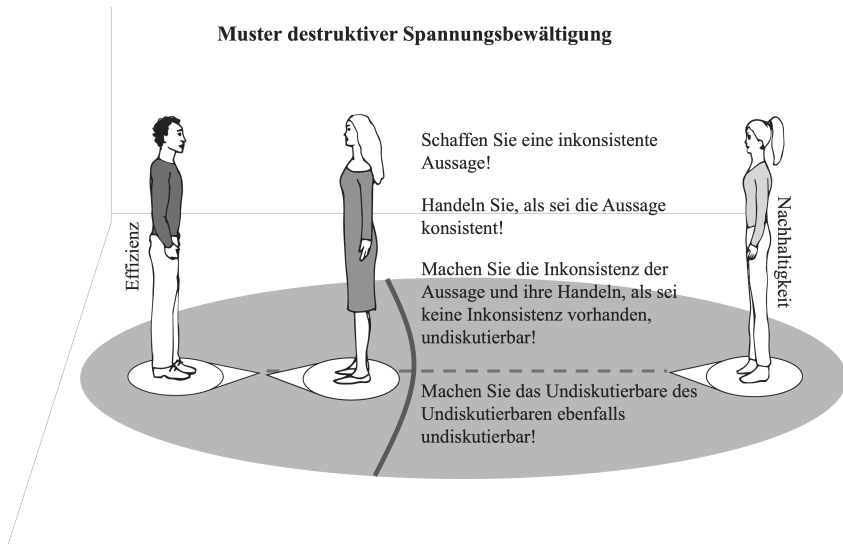 Muster destruktiver Spannungsbewältigung
Effizienz
Schaffen Sie eine inkonsistente
Aussage!
Handeln Sie, als sei die Aussage
konsistent!
Machen Sie die Inkonsistenz der
Aussage und ihre Handeln, als sei
keine Inkonsistenz vorhanden,
undiskutierbar!
Machen Sie das Undiskutierbare des
Undiskutierbaren ebenfalls
undiskutierbar!
Nachhaltigkeit